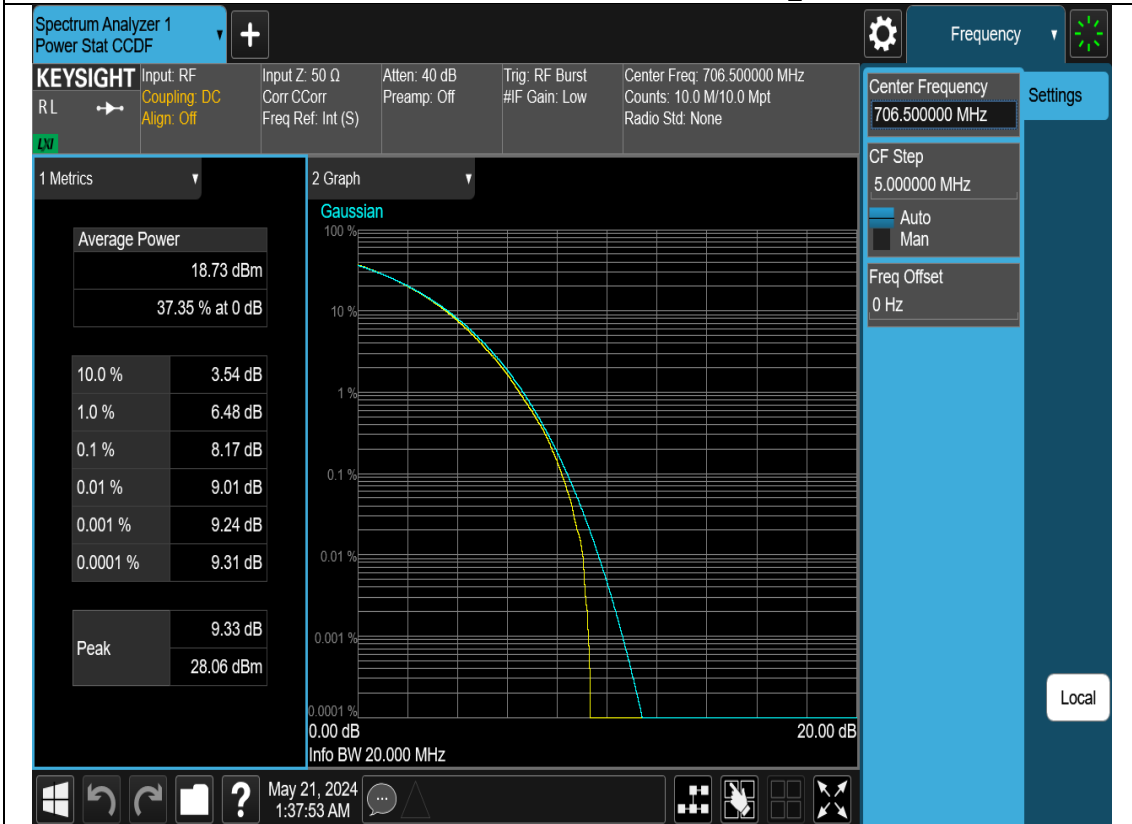 Spectrum Analyzer 1
Power Stat CCDF
+
Frequency
KEYSIGHT
RL
LXI
Input: RF
Coupling: DC
Align: Off
Input Z: 50 Ω
Corr CCorr
Freq Ref: Int (S)
Atten: 40 dB
Preamp: Off
Trig: RF Burst
#IF Gain: Low
Center Freq: 706.500000 MHz
Counts: 10.0 M/10.0 Mpt
Radio Std: None
Center Frequency
706.500000 MHz
Settings
CF Step
5.000000 MHz
Auto
Man
Freq Offset
0 Hz
Local
1 Metrics
Average Power
18.73 dBm
37.35 % at 0 dB
10.0 % 3.54 dB
1.0 % 6.48 dB
0.1 % 8.17 dB
0.01 % 9.01 dB
0.001 % 9.24 dB
0.0001 % 9.31 dB
Peak
9.33 dB
28.06 dBm
2 Graph
Gaussian
100 %
10 %
1 %
0.1 %
0.01 %
0.001 %
0.0001 %
0.00 dB 20.00 dB
Info BW 20.000 MHz
?
May 21, 2024
1:37:53 AM